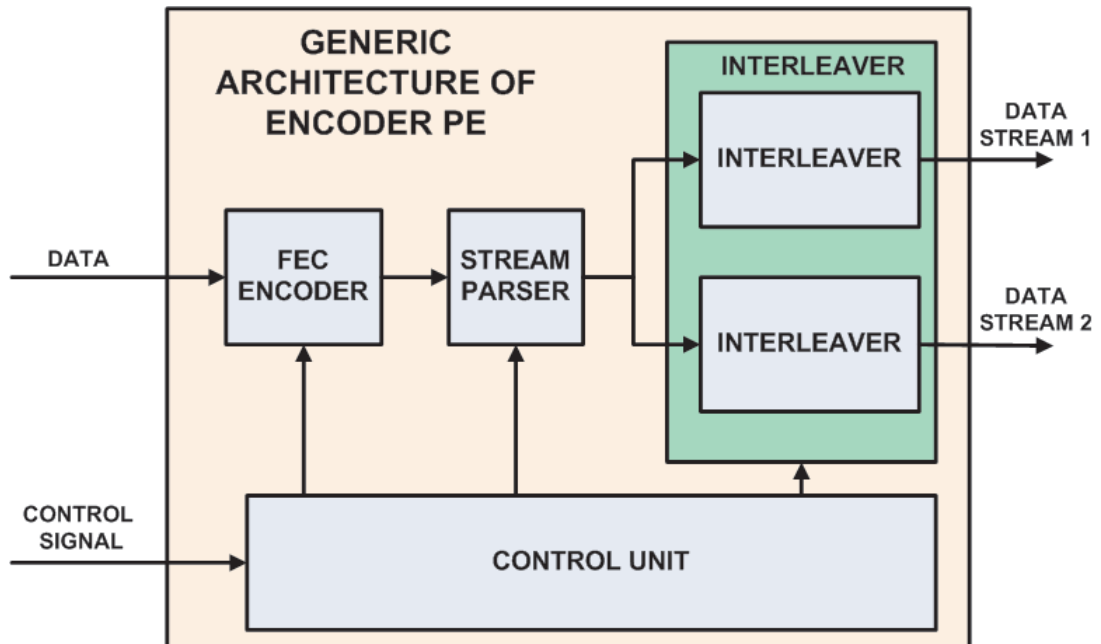 GENERIC
ARCHITECTURE OF
ENCODER PE
INTERLEAVER
INTERLEAVER
DATA
STREAM 1
DATA
FEC
ENCODER
STREAM
PARSER
INTERLEAVER
DATA
STREAM 2
CONTROL
SIGNAL
CONTROL UNIT